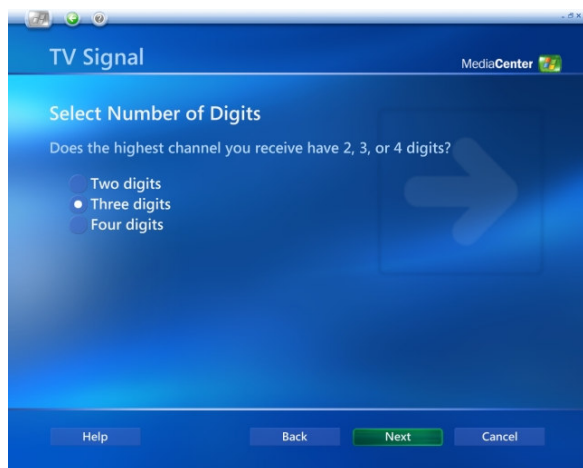 TV Signal
MediaCenter
Select Number of Digits
Does the highest channel you receive have 2, 3, or 4 digits?
Two digits
Three digits
Four digits
Help Back Next Cancel